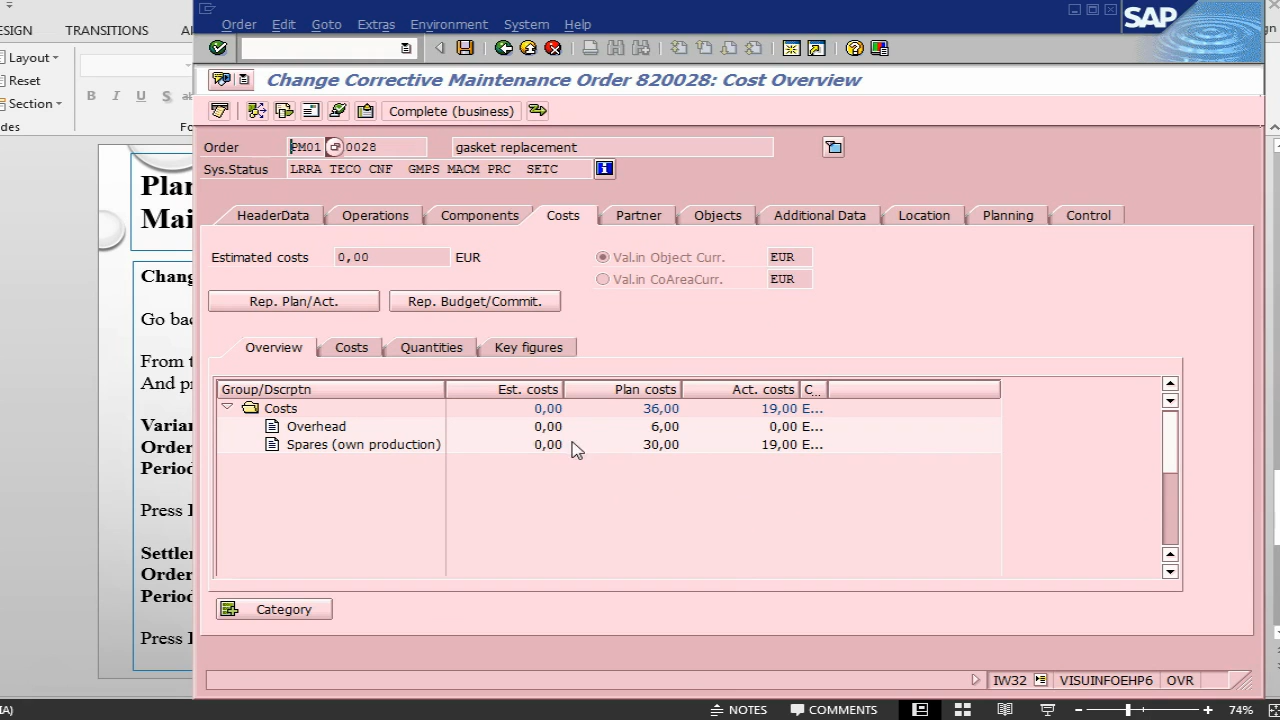 Order Edit Goto Extras Environment System Help
SAP
ESIGN TRANSITIONS
Layout
Reset
Section
B I U S
des
Change Corrective Maintenance Order 820028: Cost Overview
Complete (business)
Order PM01 0028 gasket replacement
Sys.Status LRRA TECO CNF GMPS MACM PRC SETC
HeaderData Operations Components Costs Partner Objects Additional Data Location Planning Control
Estimated costs 0,00 EUR Val.in Object Curr. EUR
Val.in CoAreaCurr. EUR
Rep. Plan/Act. Rep. Budget/Commit.
Overview Costs Quantities Key figures
Group/Dscrptn Est. costs Plan costs Act. costs C...
Costs 0,00 36,00 19,00 E...
Overhead 0,00 6,00 0,00 E...
Spares (own production) 0,00 30,00 19,00 E...
Category
IW32 VISUINFOEHP6 OVR
Plan
Mai
Chang
Go bac
From t
And pr
Varian
Order
Period
Press
Settle
Order
Period
Press
IA) NOTES COMMENTS 74%